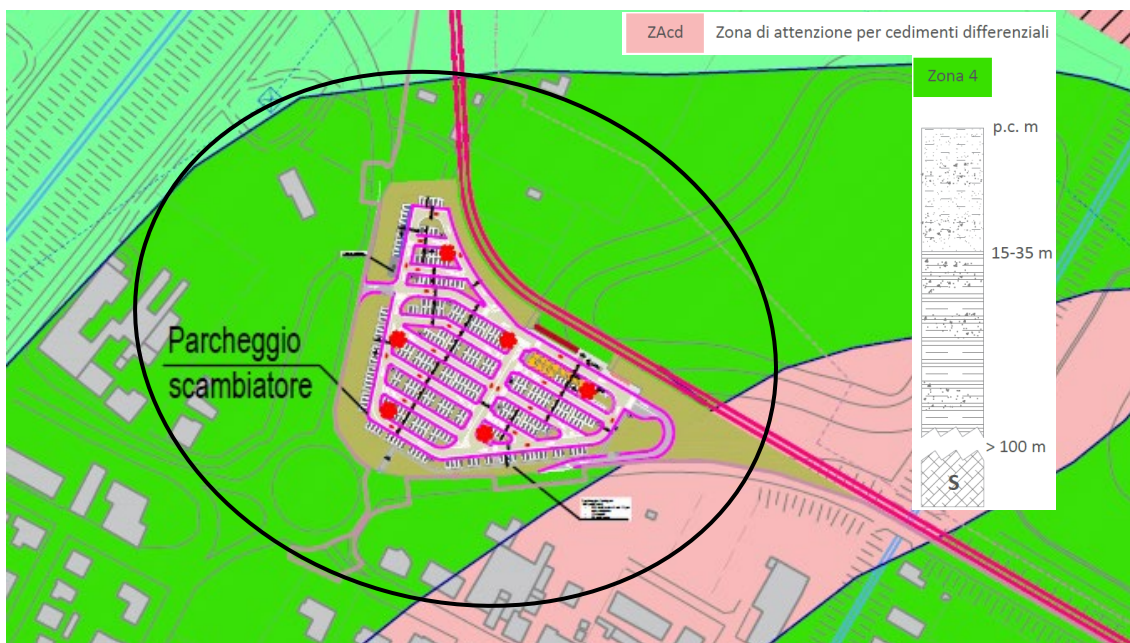 ZAcd Zona di attenzione per cedimenti differenziali
Zona 4
p.c. m
15-35 m
> 100 m
S
Parcheggio
scambiatore